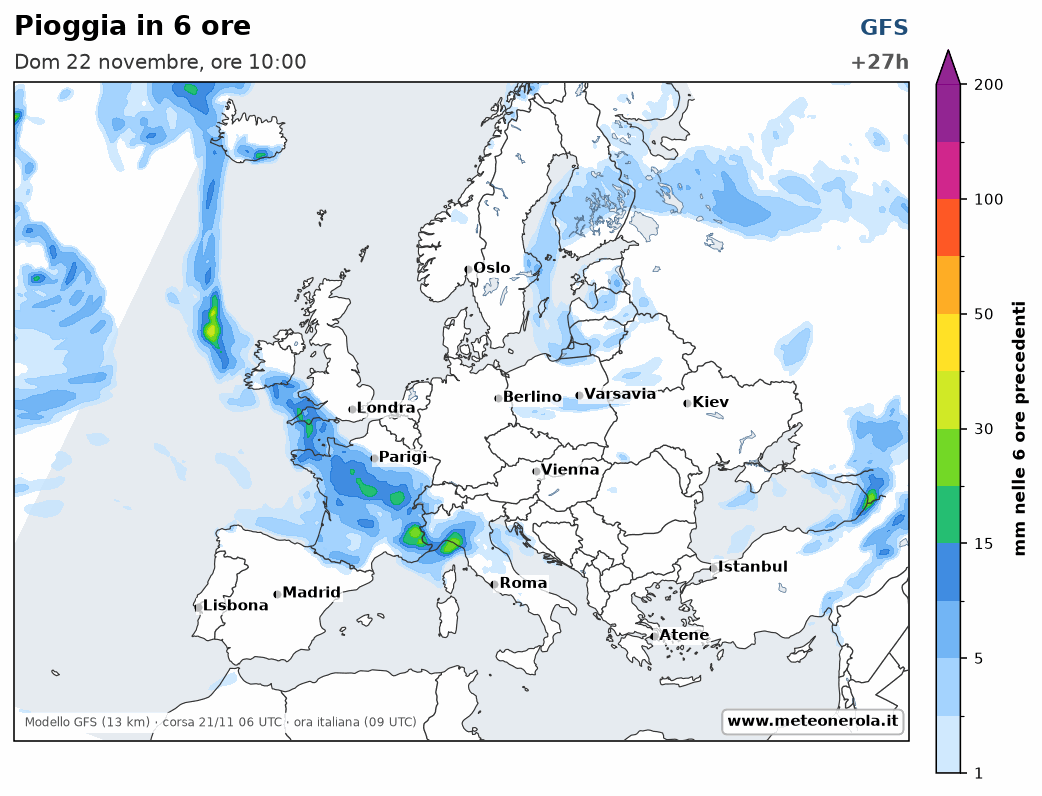 Pioggia in 6 ore
GFS
Dom 22 novembre, ore 10:00
+27h
200
100
50
30
15
5
1
mm nelle 6 ore precedenti
Oslo
Berlino
Varsavia
Kiev
Londra
Parigi
Vienna
Istanbul
Roma
Madrid
Lisbona
Atene
Modello GFS (13 km) · corsa 21/11 06 UTC · ora italiana (09 UTC)
www.meteonerola.it